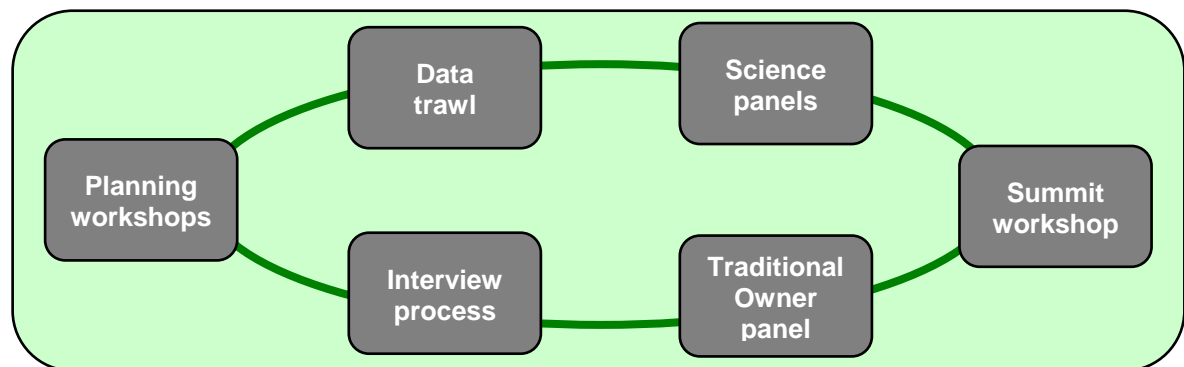 Data
trawl
Science
panels
Planning
workshops
Summit
workshop
Interview
process
Traditional
Owner
panel